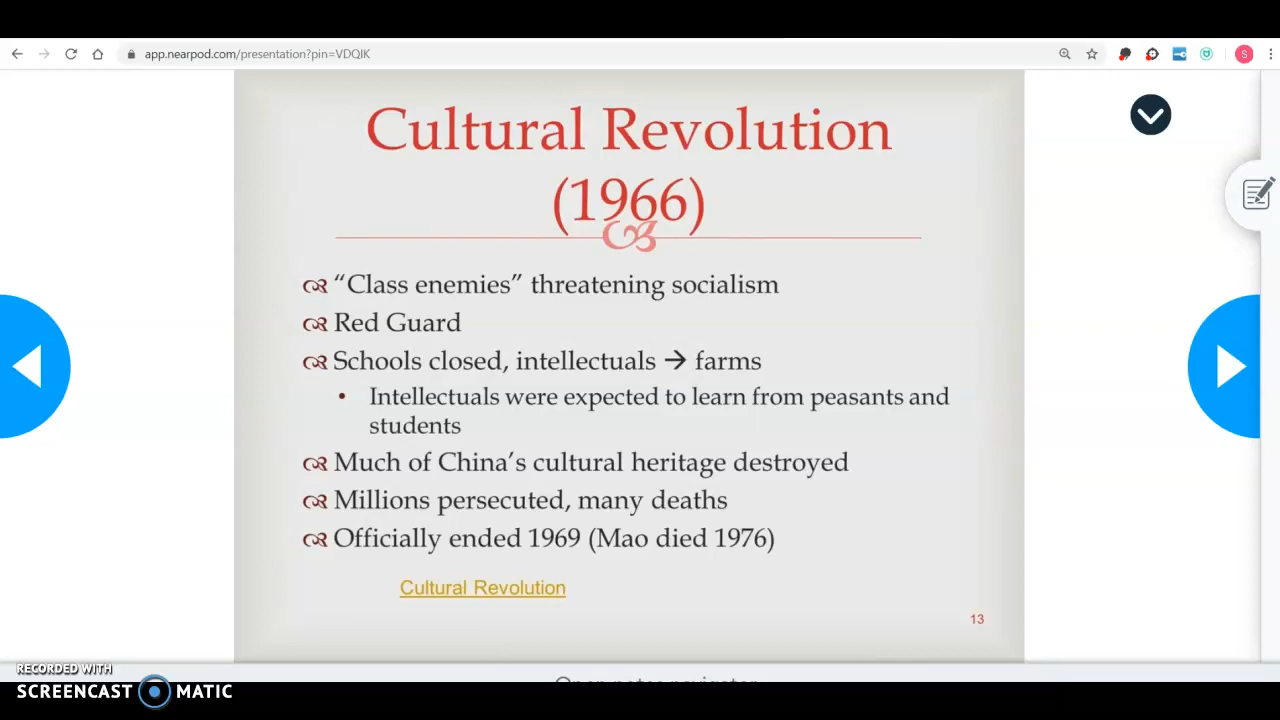 app.nearpod.com/presentation?pin=VDQIK
S
Cultural Revolution
(1966)
“Class enemies” threatening socialism
Red Guard
Schools closed, intellectuals → farms
• Intellectuals were expected to learn from peasants and
students
Much of China’s cultural heritage destroyed
Millions persecuted, many deaths
Officially ended 1969 (Mao died 1976)
Cultural Revolution
13
RECORDED WITH
SCREENCAST MATIC